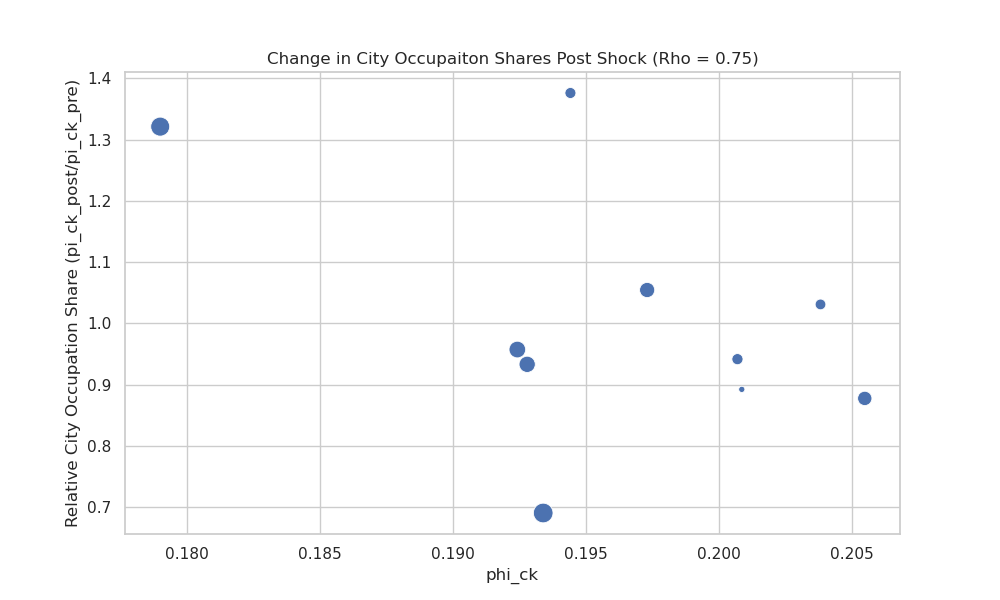 Change in City Occupaiton Shares Post Shock (Rho = 0.75)
Relative City Occupation Share (pi_ck_post/pi_ck_pre)
1.4
1.3
1.2
1.1
1.0
0.9
0.8
0.7
0.180 0.185 0.190 0.195 0.200 0.205
phi_ck